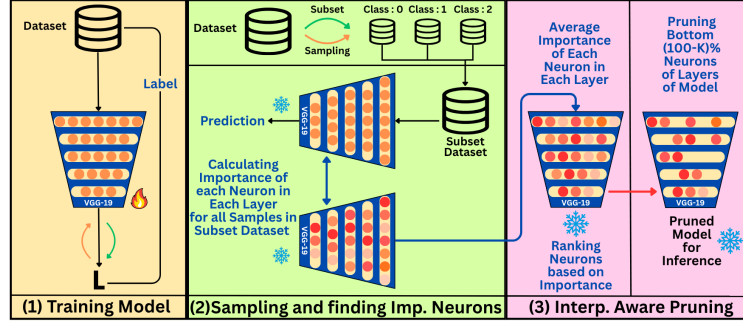 Dataset
Label
VGG-19
L
(1) Training Model
Dataset
Subset
Sampling
Class : 0
Class : 1
Class : 2
VGG-19
Prediction
Subset
Dataset
Calculating
Importance of
each Neuron in
Each Layer
for all Samples in
Subset Dataset
VGG-19
(2)Sampling and finding Imp. Neurons
Average
Importance
of Each
Neuron in
Each Layer
VGG-19
Ranking
Neurons
based on
Importance
Pruning
Bottom
(100-K)%
Neurons
of Layers
of Model
VGG-19
Pruned
Model
for
Inference
(3) Interp. Aware Pruning